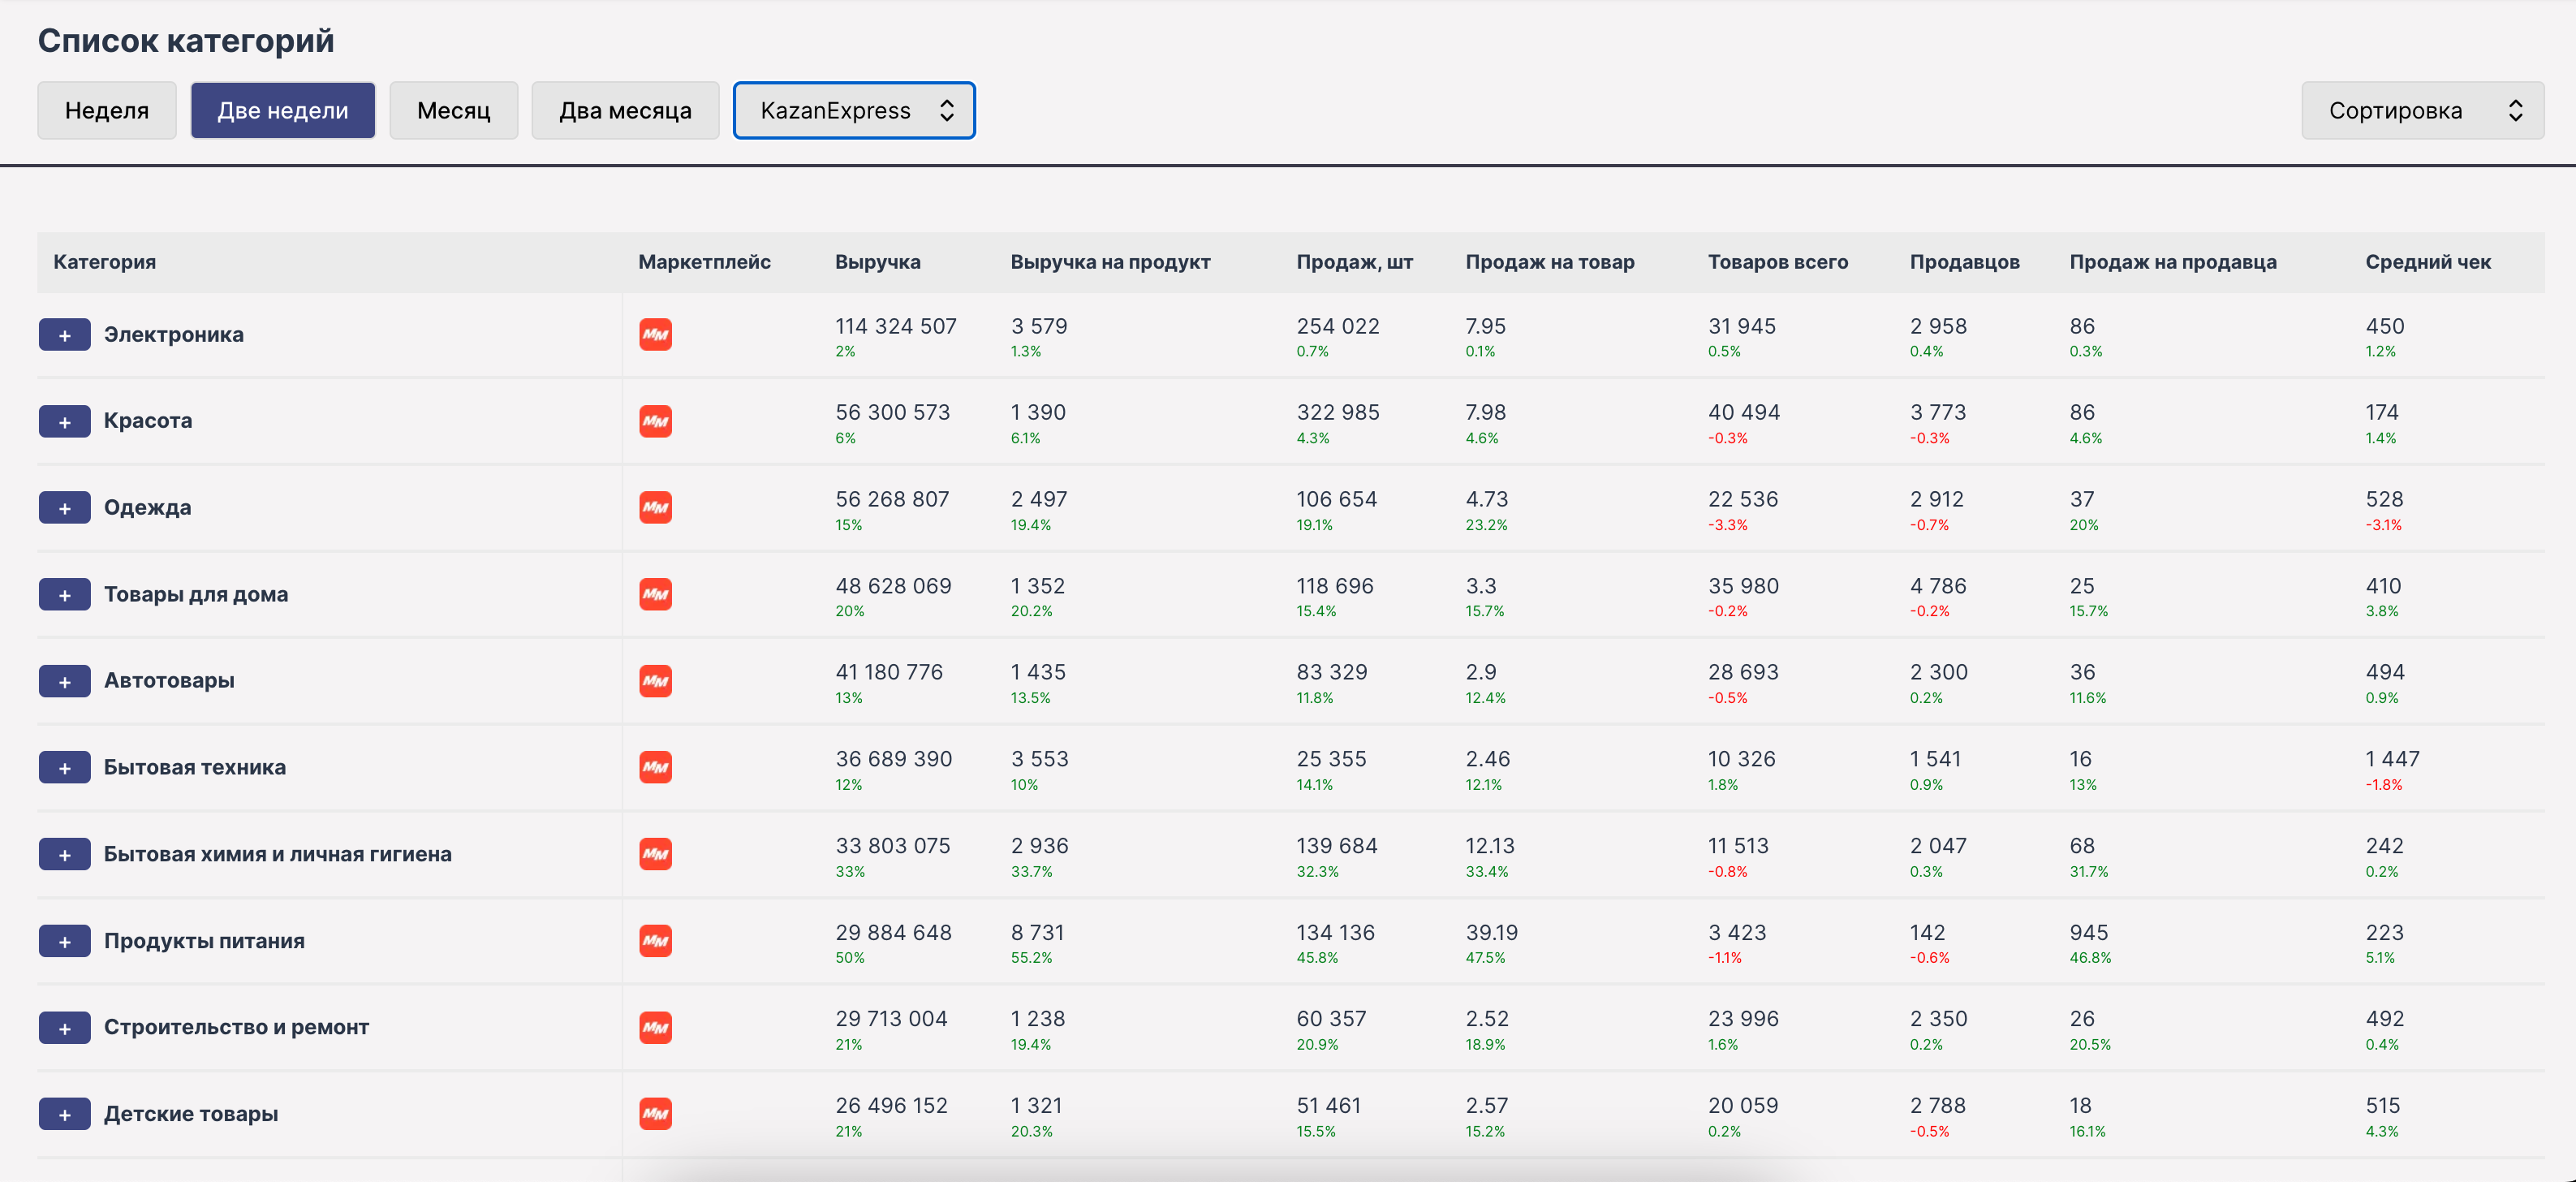 Список категорий
Неделя Две недели Месяц Два месяца KazanExpress Сортировка
Категория Маркетплейс Выручка Выручка на продукт Продаж, шт Продаж на товар Товаров всего Продавцов Продаж на продавца Средний чек
+ Электроника MM 114 324 507 3 579 254 022 7.95 31 945 2 958 86 450
2% 1.3% 0.7% 0.1% 0.5% 0.4% 0.3% 1.2%
+ Красота MM 56 300 573 1 390 322 985 7.98 40 494 3 773 86 174
6% 6.1% 4.3% 4.6% -0.3% -0.3% 4.6% 1.4%
+ Одежда MM 56 268 807 2 497 106 654 4.73 22 536 2 912 37 528
15% 19.4% 19.1% 23.2% -3.3% -0.7% 20% -3.1%
+ Товары для дома MM 48 628 069 1 352 118 696 3.3 35 980 4 786 25 410
20% 20.2% 15.4% 15.7% -0.2% -0.2% 15.7% 3.8%
+ Автотовары MM 41 180 776 1 435 83 329 2.9 28 693 2 300 36 494
13% 13.5% 11.8% 12.4% -0.5% 0.2% 11.6% 0.9%
+ Бытовая техника MM 36 689 390 3 553 25 355 2.46 10 326 1 541 16 1 447
12% 10% 14.1% 12.1% 1.8% 0.9% 13% -1.8%
+ Бытовая химия и личная гигиена MM 33 803 075 2 936 139 684 12.13 11 513 2 047 68 242
33% 33.7% 32.3% 33.4% -0.8% 0.3% 31.7% 0.2%
+ Продукты питания MM 29 884 648 8 731 134 136 39.19 3 423 142 945 223
50% 55.2% 45.8% 47.5% -1.1% -0.6% 46.8% 5.1%
+ Строительство и ремонт MM 29 713 004 1 238 60 357 2.52 23 996 2 350 26 492
21% 19.4% 20.9% 18.9% 1.6% 0.2% 20.5% 0.4%
+ Детские товары MM 26 496 152 1 321 51 461 2.57 20 059 2 788 18 515
21% 20.3% 15.5% 15.2% 0.2% -0.5% 16.1% 4.3%